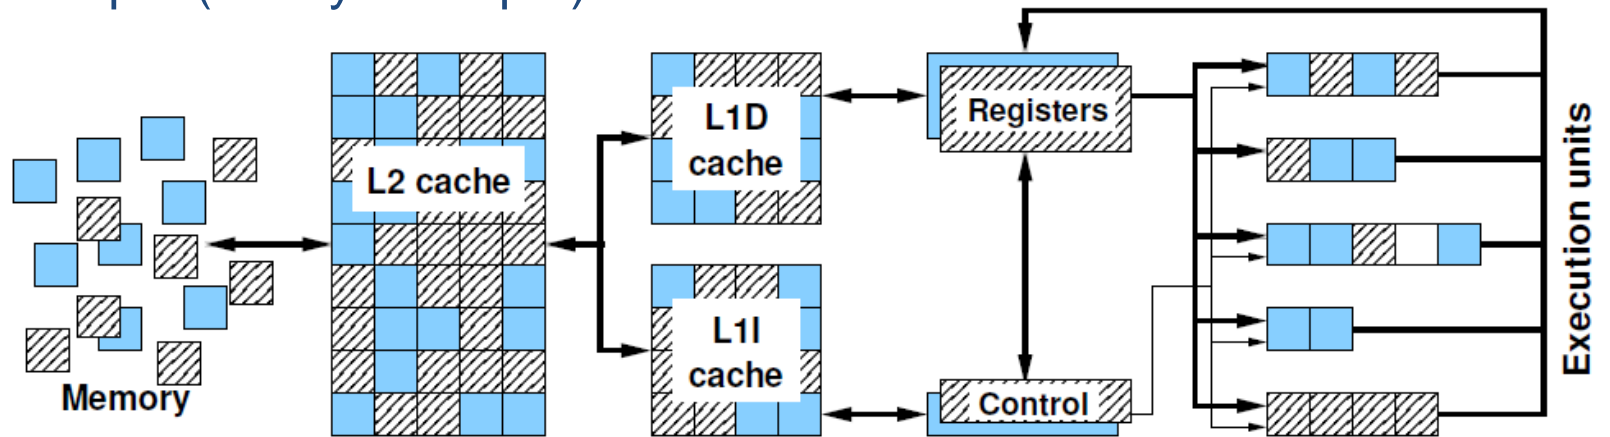 Memory
L2 cache
L1D
cache
L1I
cache
Registers
Control
Execution units